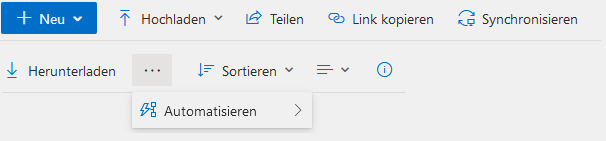 Neu Hochladen Teilen Link kopieren Synchronisieren
Herunterladen ... Sortieren
Automatisieren